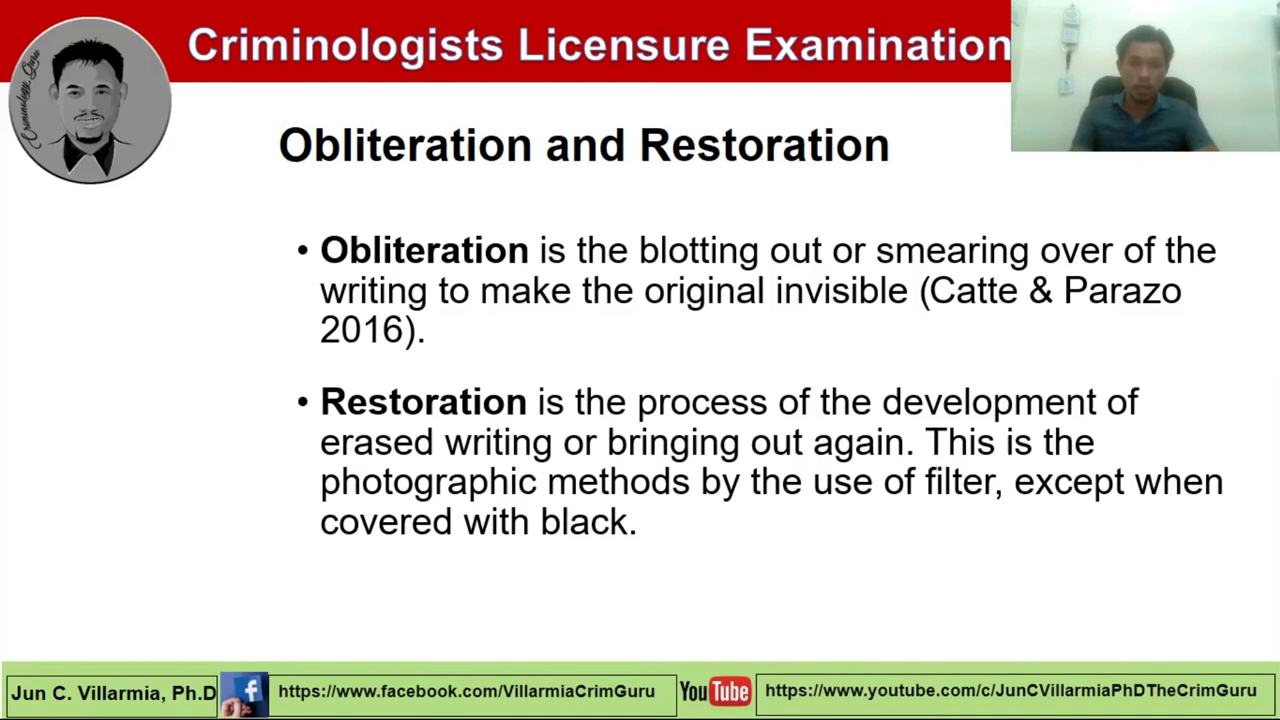 Criminologists Licensure Examination
Obliteration and Restoration
• Obliteration is the blotting out or smearing over of the
writing to make the original invisible (Catte & Parazo
2016).
• Restoration is the process of the development of
erased writing or bringing out again. This is the
photographic methods by the use of filter, except when
covered with black.
Jun C. Villarmia, Ph.D
https://www.facebook.com/VillarmiaCrimGuru
YouTube
https://www.youtube.com/c/JunCVillarmiaPhDTheCrimGuru